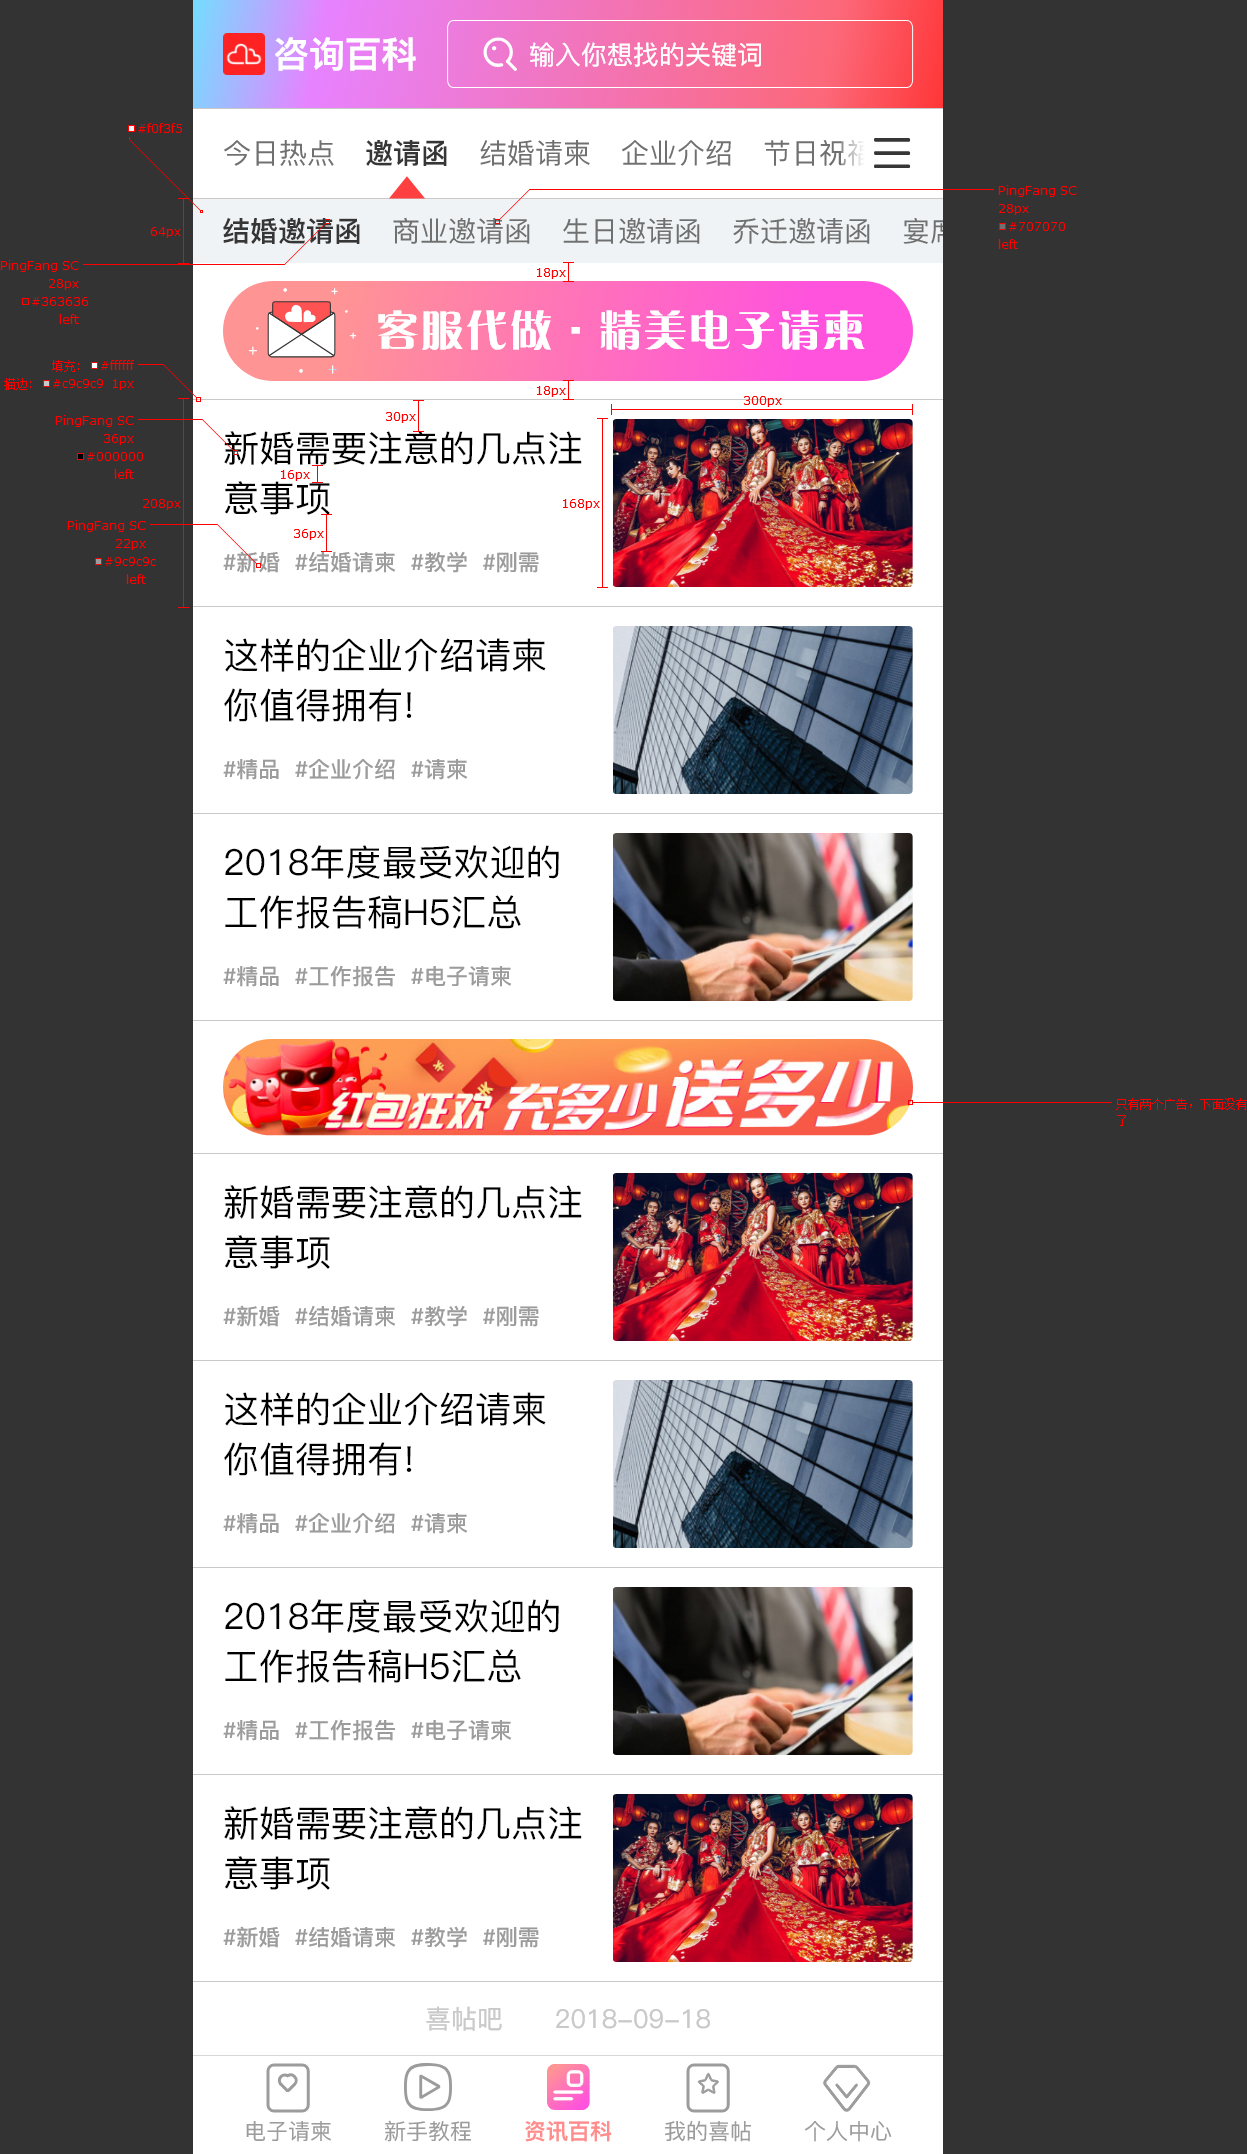 咨询百科
输入你想找的关键词
#f0f3f5
今日热点 邀请函 结婚请柬 企业介绍 节日祝福
PingFang SC
28px
#707070
left
64px
结婚邀请函 商业邀请函 生日邀请函 乔迁邀请函 宴席
PingFang SC
28px
#363636
left
18px
客服代做·精美电子请柬
填充: #ffffff
描边: #c9c9c9 1px
18px
300px
30px
PingFang SC
36px
#000000
left
新婚需要注意的几点注
16px
意事项
168px
208px
36px
PingFang SC
22px
#9c9c9c
left
#新婚 #结婚请柬 #教学 #刚需
这样的企业介绍请柬
你值得拥有!
#精品 #企业介绍 #请柬
2018年度最受欢迎的
工作报告稿H5汇总
#精品 #工作报告 #电子请柬
红包狂欢 充多少送多少
只有两个广告，下面没有
了
新婚需要注意的几点注
意事项
#新婚 #结婚请柬 #教学 #刚需
这样的企业介绍请柬
你值得拥有!
#精品 #企业介绍 #请柬
2018年度最受欢迎的
工作报告稿H5汇总
#精品 #工作报告 #电子请柬
新婚需要注意的几点注
意事项
#新婚 #结婚请柬 #教学 #刚需
喜帖吧 2018-09-18
电子请柬 新手教程 资讯百科 我的喜帖 个人中心